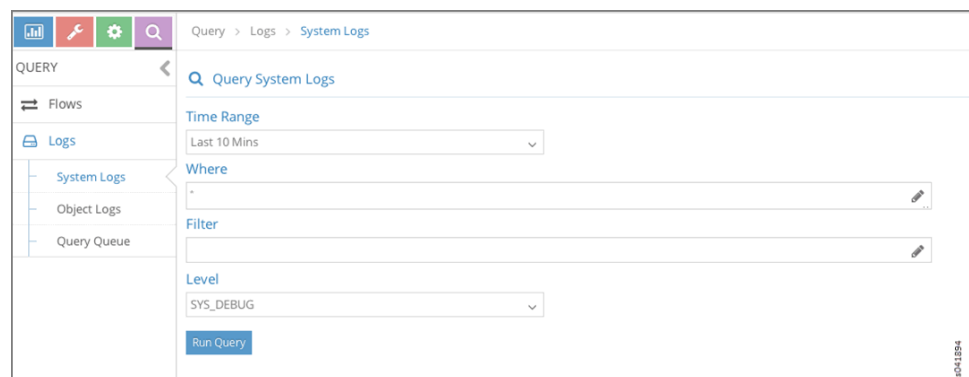 Query > Logs > System Logs
QUERY
Flows
Logs
System Logs
Object Logs
Query Queue
Query System Logs
Time Range
Last 10 Mins
Where
*
Filter
Level
SYS_DEBUG
Run Query
s041894